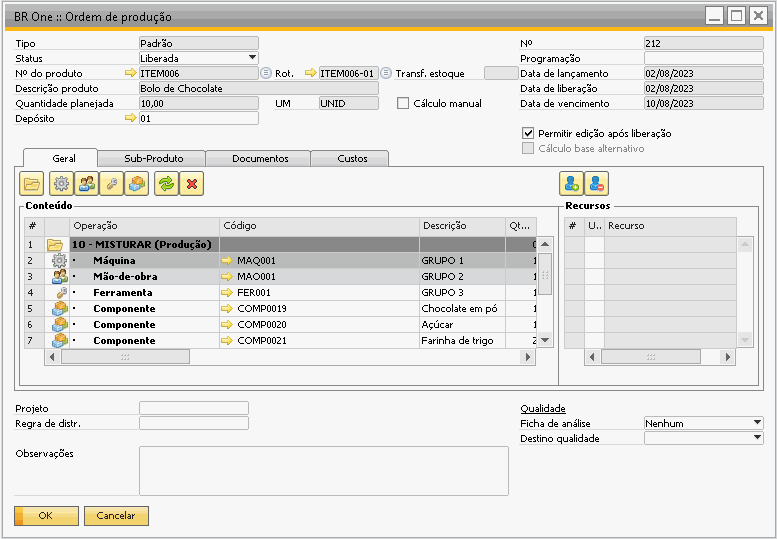 BR One :: Ordem de produção
Tipo Padrão Nº 212
Status Liberada Programação
Nº do produto ITEM006 Rot. ITEM006-01 Transf. estoque Data de lançamento 02/08/2023
Descrição produto Bolo de Chocolate Data de liberação 02/08/2023
Quantidade planejada 10,00 UM UNID Cálculo manual Data de vencimento 10/08/2023
Depósito 01
Permitir edição após liberação
Cálculo base alternativo
Geral Sub-Produto Documentos Custos
Conteúdo Recursos
# Operação Código Descrição Qt... # U.. Recurso
1 10 - MISTURAR (Produção) 0
2 · Máquina MAQ001 GRUPO 1 1
3 · Mão-de-obra MAO001 GRUPO 2 1
4 · Ferramenta FER001 GRUPO 3 1
5 · Componente COMP0019 Chocolate em pó 1
6 · Componente COMP0020 Açúcar 1
7 · Componente COMP0021 Farinha de trigo 2
Projeto Qualidade
Regra de distr. Ficha de análise Nenhum
Destino qualidade
Observações
OK Cancelar